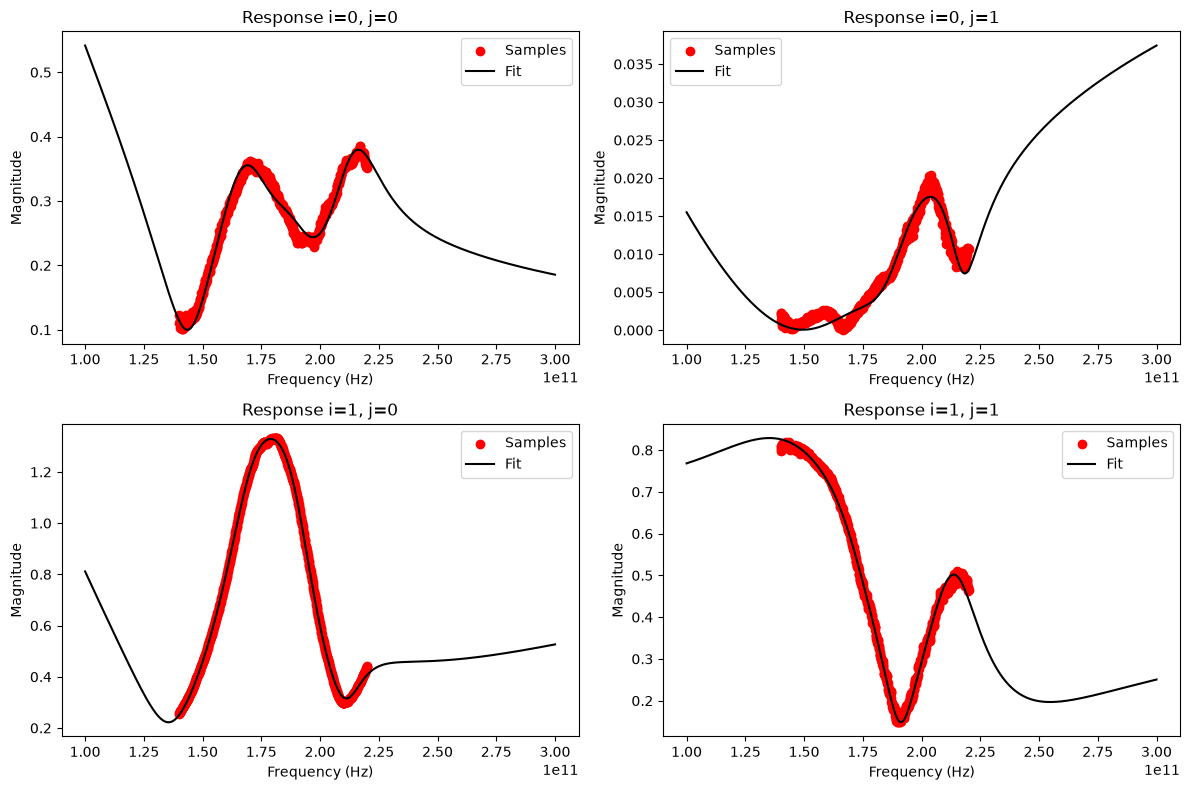 Response i=0, j=0
Magnitude
0.5
0.4
0.3
0.2
0.1
Samples
Fit
1.00 1.25 1.50 1.75 2.00 2.25 2.50 2.75 3.00
Frequency (Hz)
1e11
Response i=0, j=1
Magnitude
0.035
0.030
0.025
0.020
0.015
0.010
0.005
0.000
Samples
Fit
1.00 1.25 1.50 1.75 2.00 2.25 2.50 2.75 3.00
Frequency (Hz)
1e11
Response i=1, j=0
Magnitude
1.2
1.0
0.8
0.6
0.4
0.2
Samples
Fit
1.00 1.25 1.50 1.75 2.00 2.25 2.50 2.75 3.00
Frequency (Hz)
1e11
Response i=1, j=1
Magnitude
0.8
0.7
0.6
0.5
0.4
0.3
0.2
Samples
Fit
1.00 1.25 1.50 1.75 2.00 2.25 2.50 2.75 3.00
Frequency (Hz)
1e11